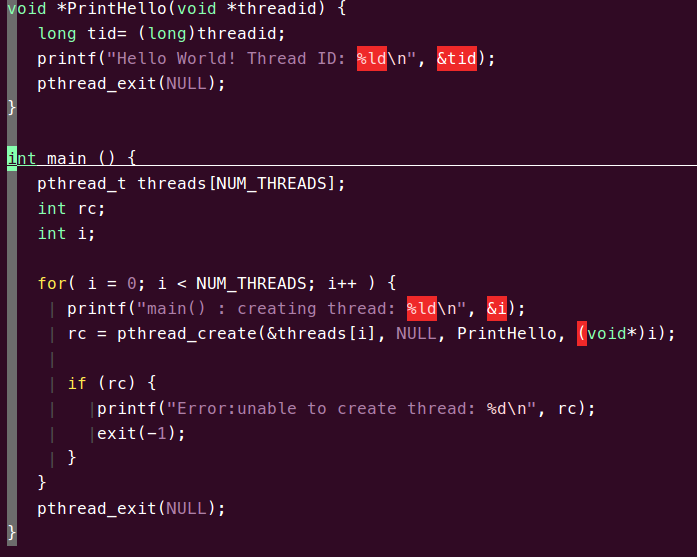 void *PrintHello(void *threadid) {
   long tid= (long)threadid;
   printf("Hello World! Thread ID: %ld\n", &tid);
   pthread_exit(NULL);
}
int main () {
   pthread_t threads[NUM_THREADS];
   int rc;
   int i;
   for( i = 0; i < NUM_THREADS; i++ ) {
    | printf("main() : creating thread: %ld\n", &i);
    | rc = pthread_create(&threads[i], NULL, PrintHello, (void*)i);
    |
    | if (rc) {
    |   |printf("Error:unable to create thread: %d\n", rc);
    |   |exit(-1);
    | }
   }
   pthread_exit(NULL);
}